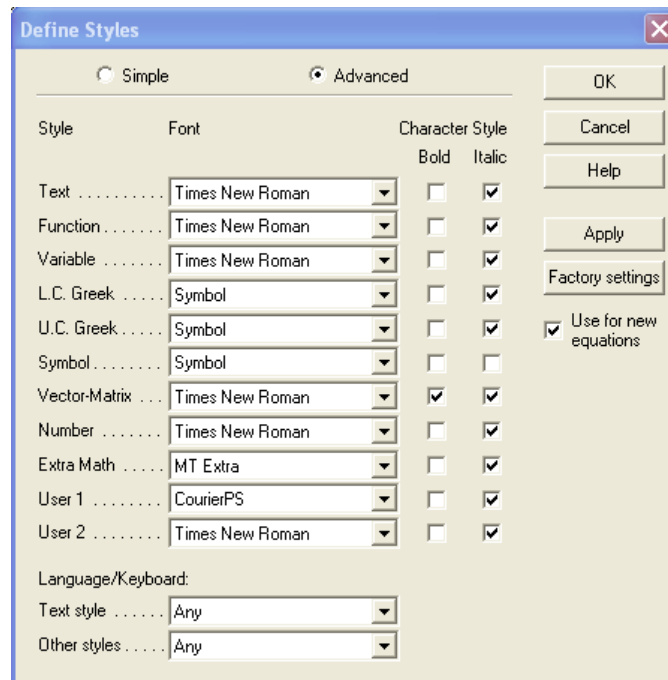 Define Styles
Simple Advanced OK
Style Font Character Style Cancel
Bold Italic
Help
Text .......... Times New Roman
Function ....... Times New Roman Apply
Variable ....... Times New Roman
L.C. Greek ..... Symbol Factory settings
U.C. Greek ..... Symbol Use for new
equations
Symbol......... Symbol
Vector-Matrix ... Times New Roman
Number ....... Times New Roman
Extra Math ..... MT Extra
User 1 ........ CourierPS
User 2 ........ Times New Roman
Language/Keyboard:
Text style ...... Any
Other styles ..... Any